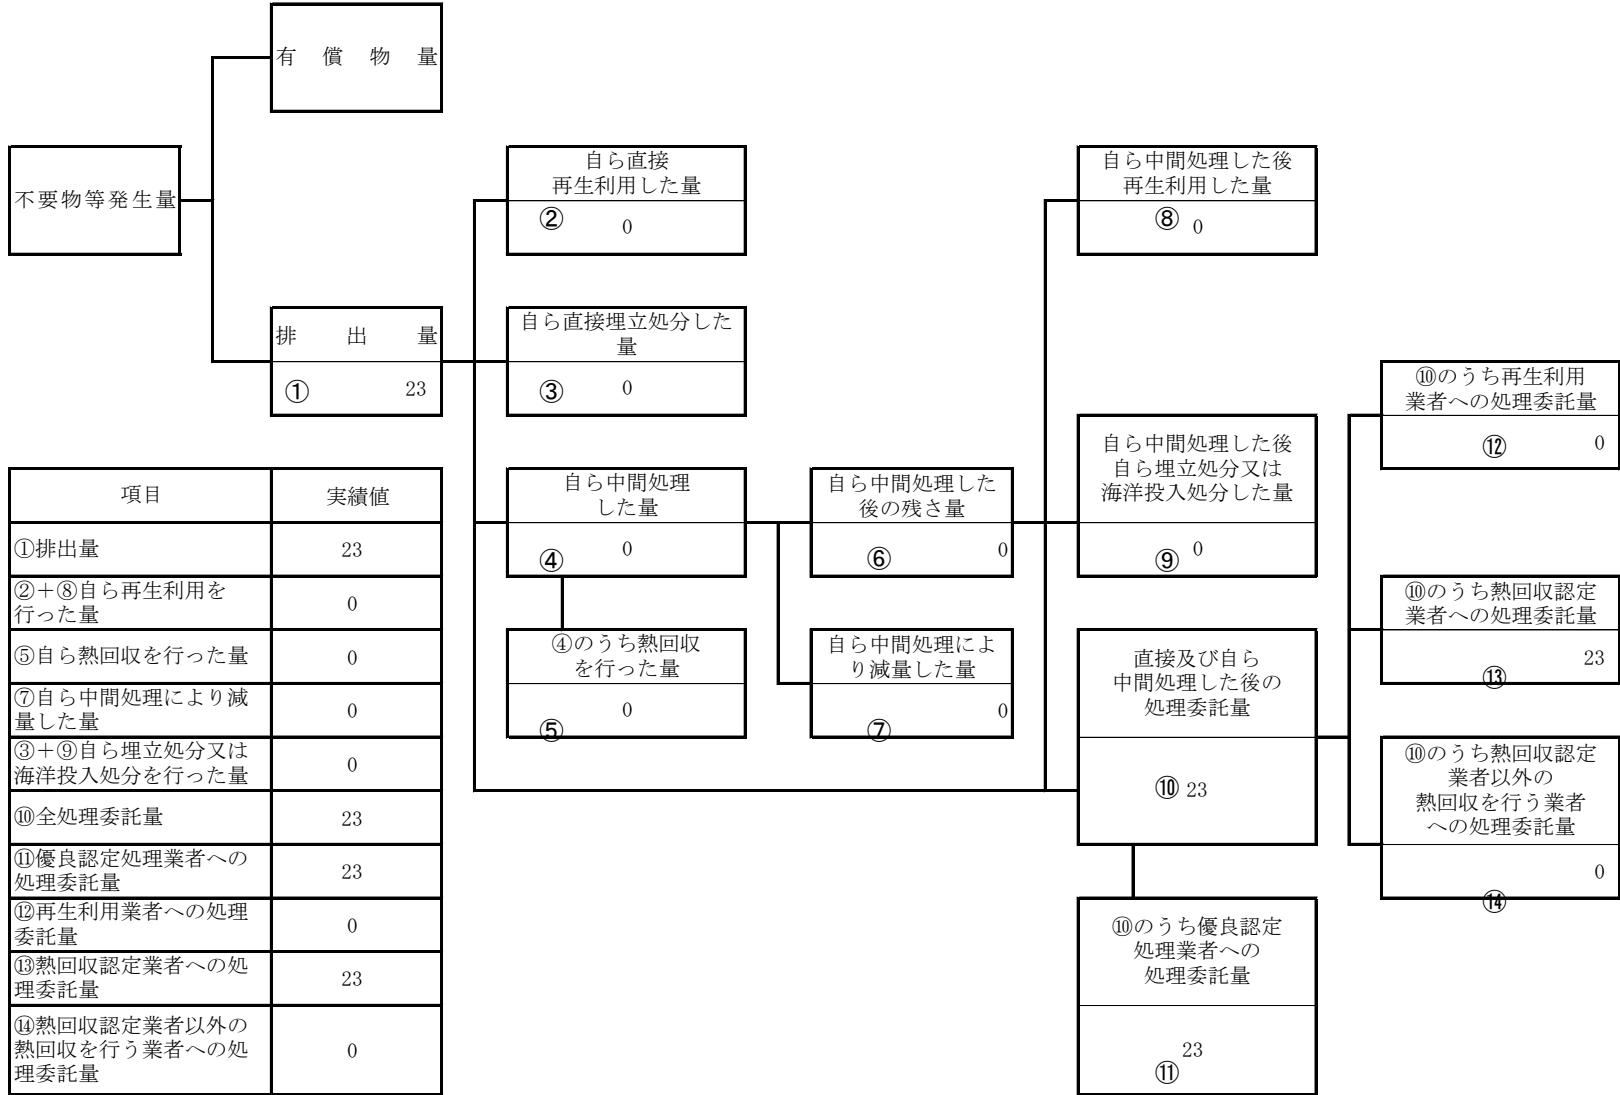 有償物量
不要物等発生量
排出量
① 23
自ら直接
再生利用した量
② 0
自ら直接埋立処分した
量
③ 0
自ら中間処理
した量
④ 0
④のうち熱回収
を行った量
⑤ 0
自ら中間処理した
後の残さ量
⑥ 0
自ら中間処理によ
り減量した量
⑦ 0
自ら中間処理した後
再生利用した量
⑧ 0
自ら中間処理した後
自ら埋立処分又は
海洋投入処分した量
⑨ 0
直接及び自ら
中間処理した後の
処理委託量
⑩ 23
⑩のうち優良認定
処理業者への
処理委託量
23
⑪
⑩のうち再生利用
業者への処理委託量
⑫ 0
⑩のうち熱回収認定
業者への処理委託量
23
⑬
⑩のうち熱回収認定
業者以外の
熱回収を行う業者
への処理委託量
0
⑭
項目 実績値
①排出量 23
②+⑧自ら再生利用を
行った量 0
⑤自ら熱回収を行った量 0
⑦自ら中間処理により減
量した量 0
③+⑨自ら埋立処分又は
海洋投入処分を行った量 0
⑩全処理委託量 23
⑪優良認定処理業者への
処理委託量 23
⑫再生利用業者への処理
委託量 0
⑬熱回収認定業者への処
理委託量 23
⑭熱回収認定業者以外の
熱回収を行う業者への処
理委託量 0